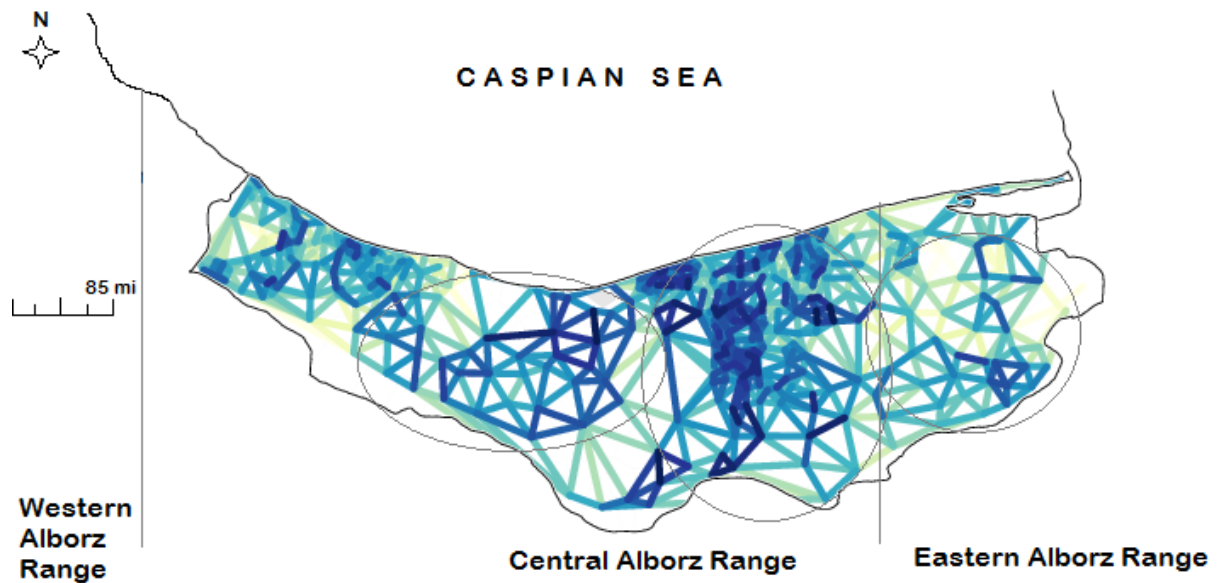 N
CASPIAN SEA
85 mi
Western
Alborz
Range
Central Alborz Range
Eastern Alborz Range